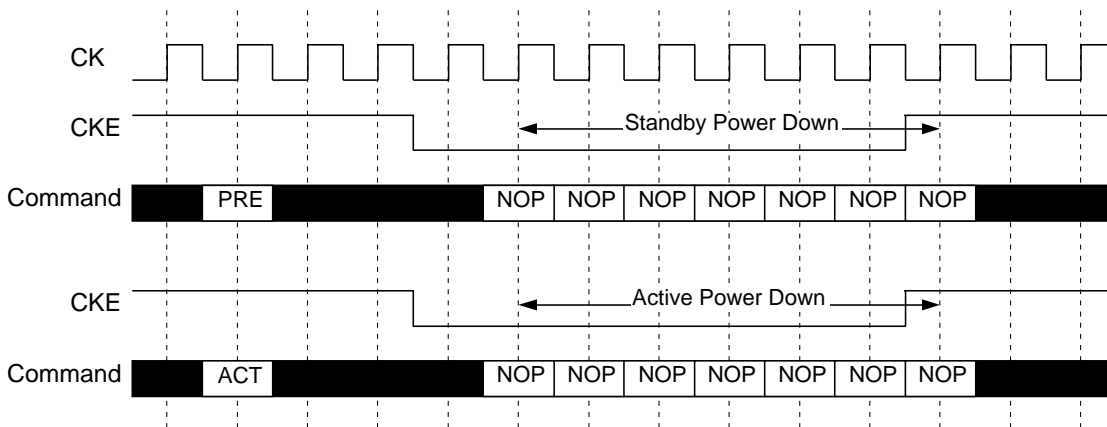 CK
CKE Standby Power Down
Command PRE NOP NOP NOP NOP NOP NOP NOP
CKE Active Power Down
Command ACT NOP NOP NOP NOP NOP NOP NOP